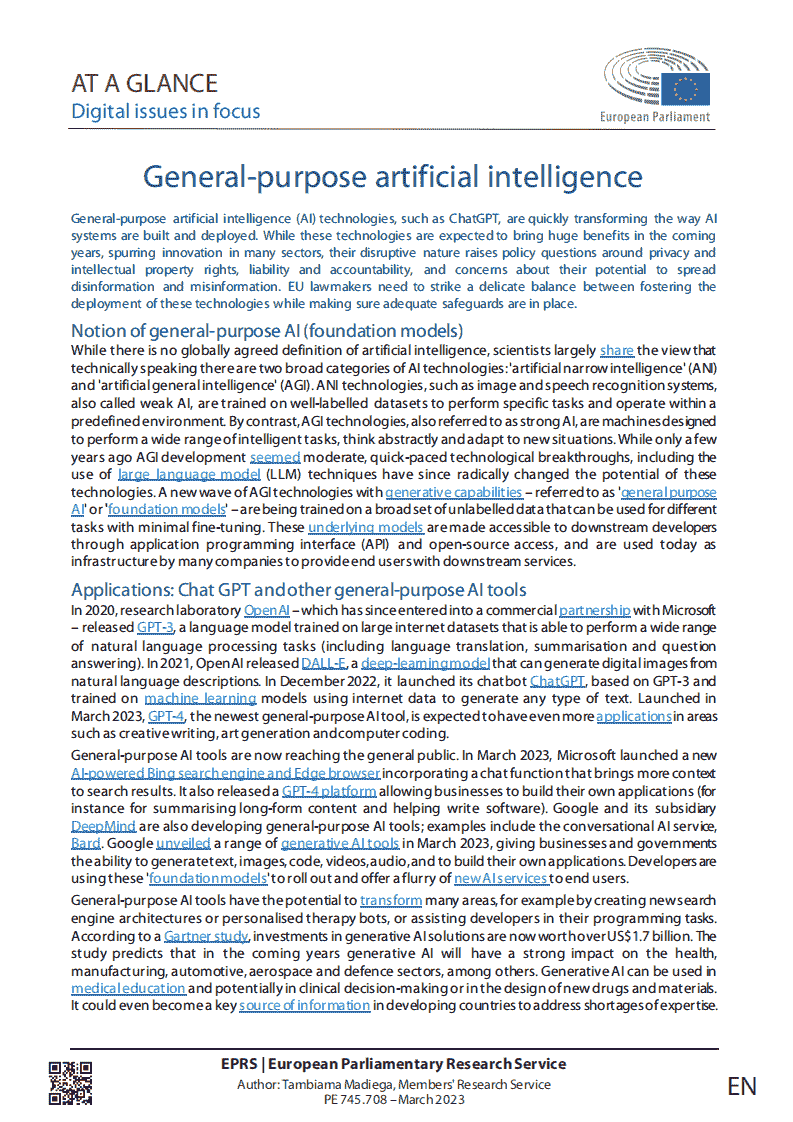 AT A GLANCE
Digital issues in focus
European Parliament
General-purpose artificial intelligence
General-purpose artificial intelligence (AI) technologies, such as ChatGPT, are quickly transforming the way AI
systems are built and deployed. While these technologies are expected to bring huge benefits in the coming
years, spurring innovation in many sectors, their disruptive nature raises policy questions around privacy and
intellectual property rights, liability and accountability, and concerns about their potential to spread
disinformation and misinformation. EU lawmakers need to strike a delicate balance between fostering the
deployment of these technologies while making sure adequate safeguards are in place.
Notion of general-purpose AI (foundation models)
While there is no globally agreed definition of artificial intelligence, scientists largely share the view that
technically speaking there are two broad categories of AI technologies: 'artificial narrow intelligence' (ANI)
and 'artificial general intelligence' (AGI). ANI technologies, such as image and speech recognition systems,
also called weak AI, are trained on well-labelled datasets to perform specific tasks and operate within a
predefined environment. By contrast, AGI technologies, also referred to as strong AI, are machines designed
to perform a wide range of intelligent tasks, think abstractly and adapt to new situations. While only a few
years ago AGI development seemed moderate, quick-paced technological breakthroughs, including the
use of large language model (LLM) techniques have since radically changed the potential of these
technologies. A new wave of AGI technologies with generative capabilities – referred to as 'general purpose
AI' or 'foundation models' – are being trained on a broad set of unlabelled data that can be used for different
tasks with minimal fine-tuning. These underlying models are made accessible to downstream developers
through application programming interface (API) and open-source access, and are used today as
infrastructure by many companies to provide end users with downstream services.
Applications: Chat GPT and other general-purpose AI tools
In 2020, research laboratory OpenAI – which has since entered into a commercial partnership with Microsoft
– released GPT-3, a language model trained on large internet datasets that is able to perform a wide range
of natural language processing tasks (including language translation, summarisation and question
answering). In 2021, OpenAI released DALL-E, a deep-learning model that can generate digital images from
natural language descriptions. In December 2022, it launched its chatbot ChatGPT, based on GPT-3 and
trained on machine learning models using internet data to generate any type of text. Launched in
March 2023, GPT-4, the newest general-purpose AI tool, is expected to have even more applications in areas
such as creative writing, art generation and computer coding.
General-purpose AI tools are now reaching the general public. In March 2023, Microsoft launched a new
AI-powered Bing search engine and Edge browser incorporating a chat function that brings more context
to search results. It also released a GPT-4 platform allowing businesses to build their own applications (for
instance for summarising long-form content and helping write software). Google and its subsidiary
DeepMind are also developing general-purpose AI tools; examples include the conversational AI service,
Bard. Google unveiled a range of generative AI tools in March 2023, giving businesses and governments
the ability to generate text, images, code, videos, audio, and to build their own applications. Developers are
using these 'foundation models' to roll out and offer a flurry of new AI services to end users.
General-purpose AI tools have the potential to transform many areas, for example by creating new search
engine architectures or personalised therapy bots, or assisting developers in their programming tasks.
According to a Gartner study, investments in generative AI solutions are now worth over US$1.7 billion. The
study predicts that in the coming years generative AI will have a strong impact on the health,
manufacturing, automotive, aerospace and defence sectors, among others. Generative AI can be used in
medical education and potentially in clinical decision-making or in the design of new drugs and materials.
It could even become a key source of information in developing countries to address shortages of expertise.
EPRS | European Parliamentary Research Service
Author: Tambiama Madiega, Members' Research Service
PE 745.708 – March 2023
EN